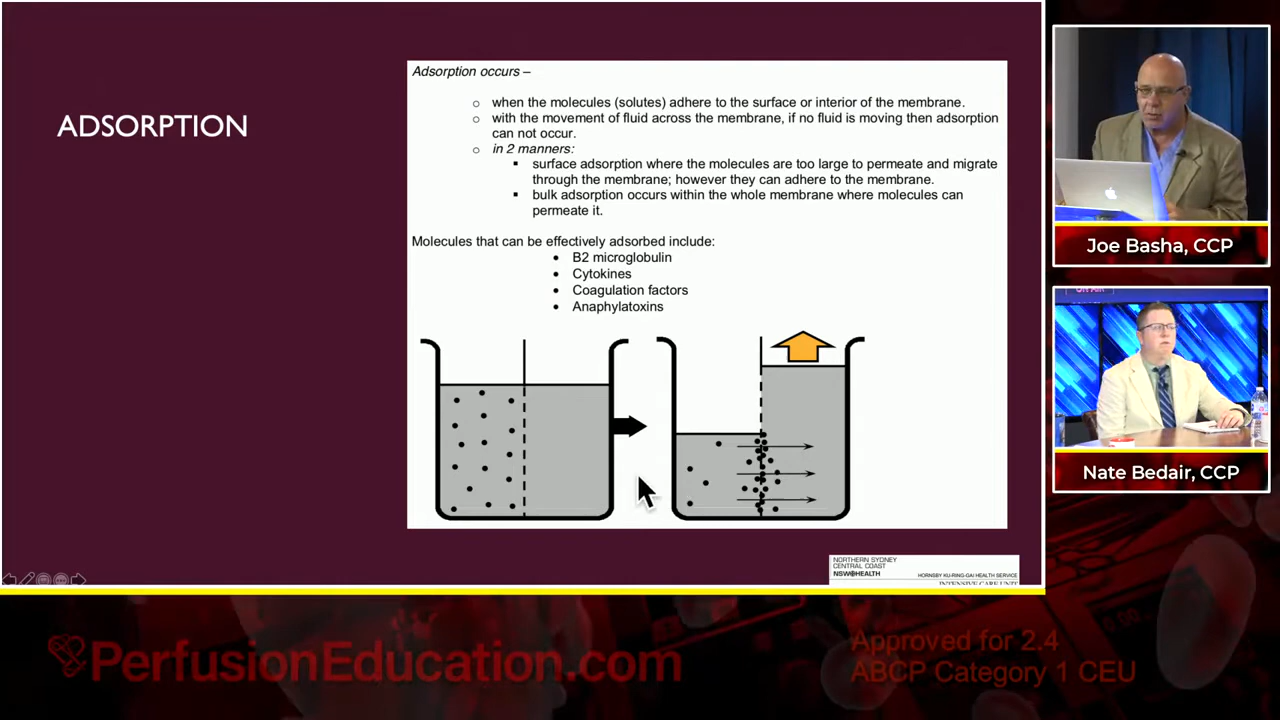 ADSORPTION
Adsorption occurs –
o when the molecules (solutes) adhere to the surface or interior of the membrane.
o with the movement of fluid across the membrane, if no fluid is moving then adsorption
can not occur.
o in 2 manners:
▪ surface adsorption where the molecules are too large to permeate and migrate
through the membrane; however they can adhere to the membrane.
▪ bulk adsorption occurs within the whole membrane where molecules can
permeate it.
Molecules that can be effectively adsorbed include:
• B2 microglobulin
• Cytokines
• Coagulation factors
• Anaphylatoxins
NORTHERN SYDNEY
CENTRAL COAST
NSW HEALTH
HORNSBY KU-RING-GAI HEALTH SERVICE
INTENSIVE CARE UNIT
Joe Basha, CCP
ON AIR
Nate Bedair, CCP
PerfusionEducation.com
Approved for 2.4
ABCP Category 1 CEU